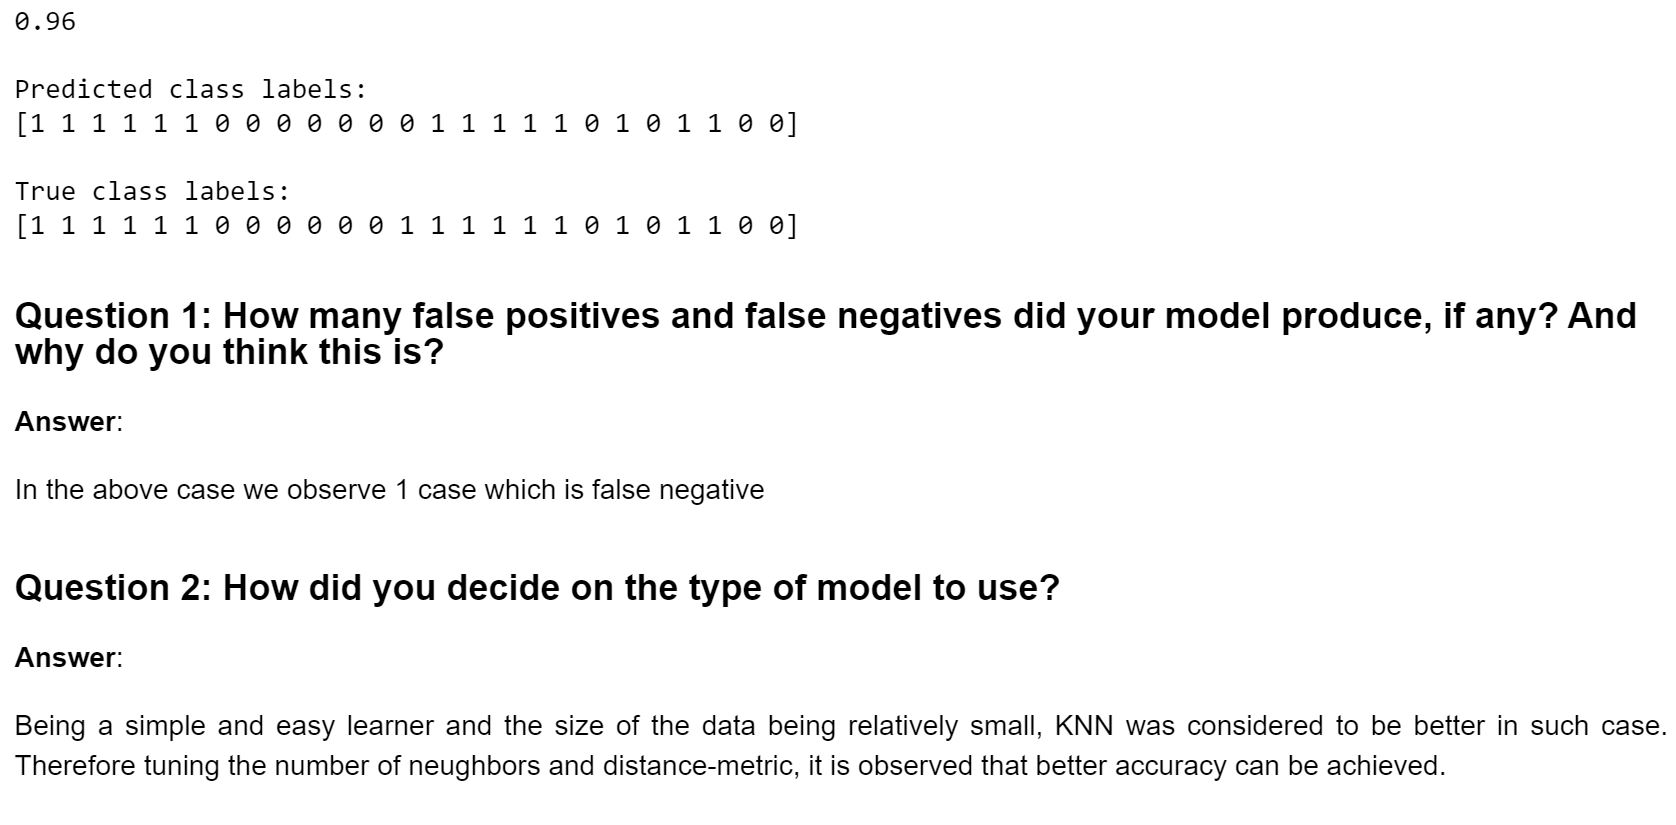 0.96
Predicted class labels:
[1 1 1 1 1 1 0 0 0 0 0 0 0 1 1 1 1 1 0 1 0 1 1 0 0]
True class labels:
[1 1 1 1 1 1 0 0 0 0 0 0 1 1 1 1 1 1 0 1 0 1 1 0 0]
Question 1: How many false positives and false negatives did your model produce, if any? And
why do you think this is?
Answer:
In the above case we observe 1 case which is false negative
Question 2: How did you decide on the type of model to use?
Answer:
Being a simple and easy learner and the size of the data being relatively small, KNN was considered to be better in such case.
Therefore tuning the number of neughbors and distance-metric, it is observed that better accuracy can be achieved.